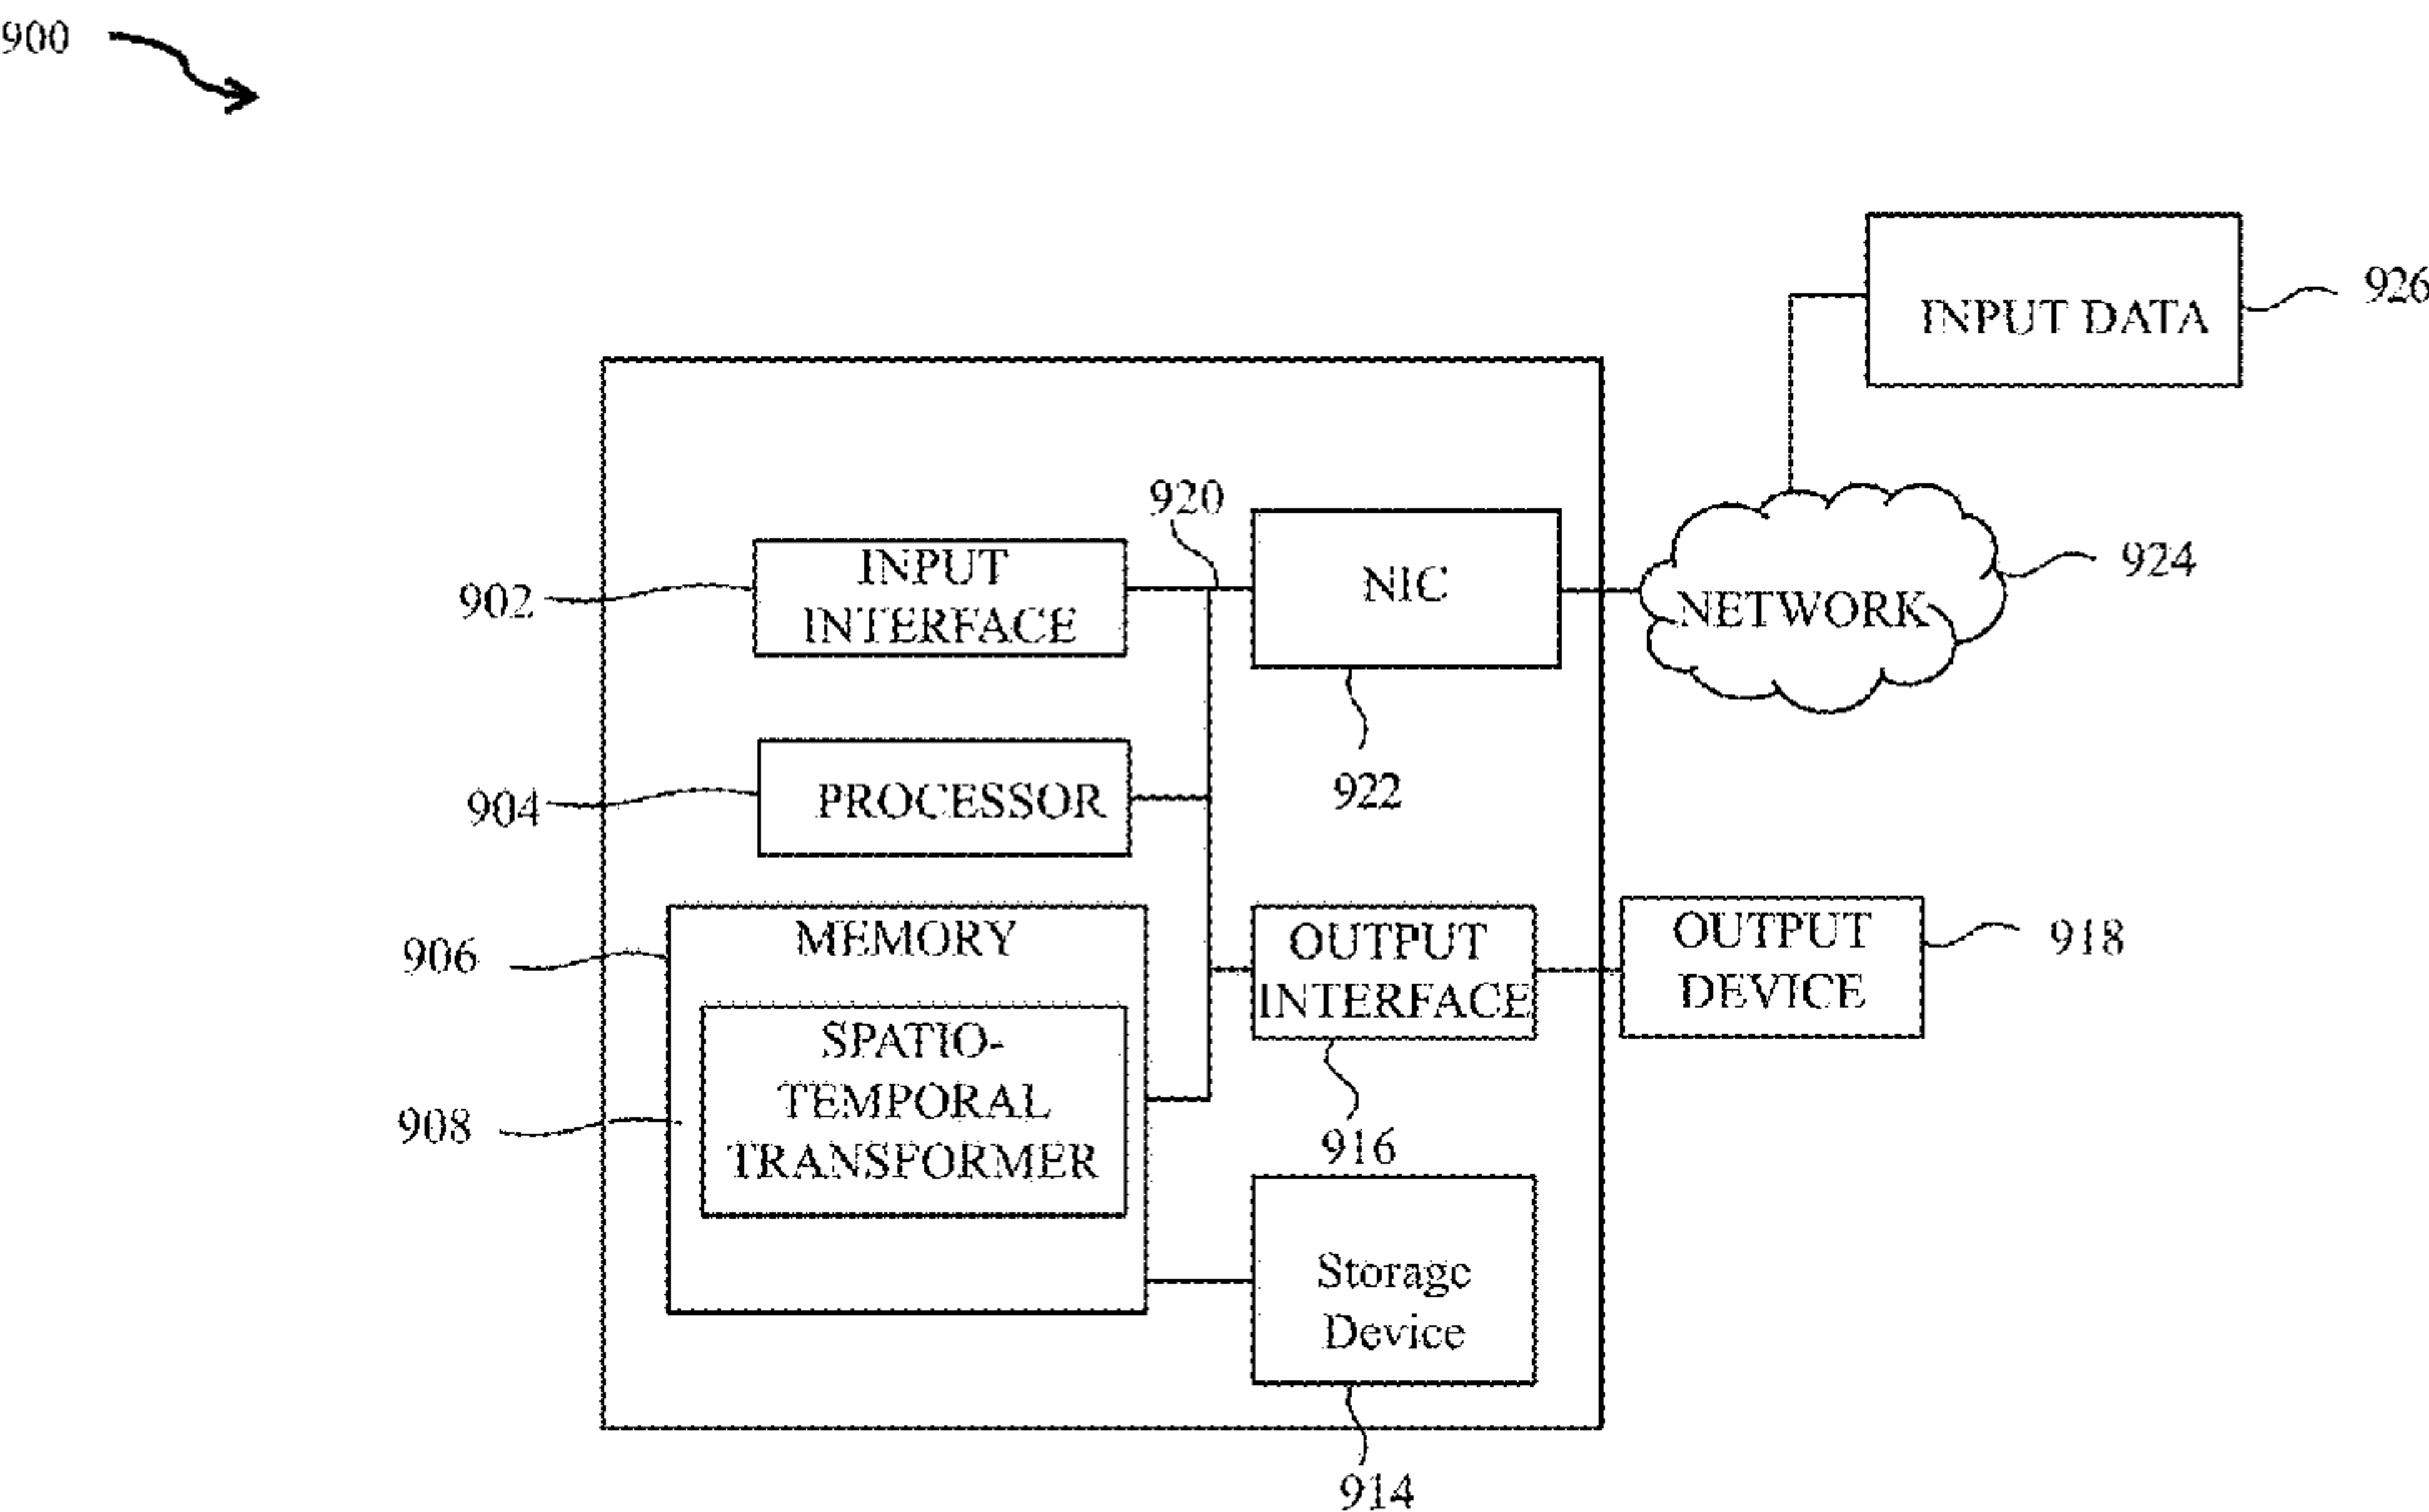 900
926
INPUT DATA
920
924
INPUT
INTERFACE
NIC
902
NETWORK
904
PROCESSOR
922
906
MEMORY
OUTPUT
INTERFACE
OUTPUT
DEVICE
918
908
SPATIO-
TEMPORAL
TRANSFORMER
916
Storage
Device
914